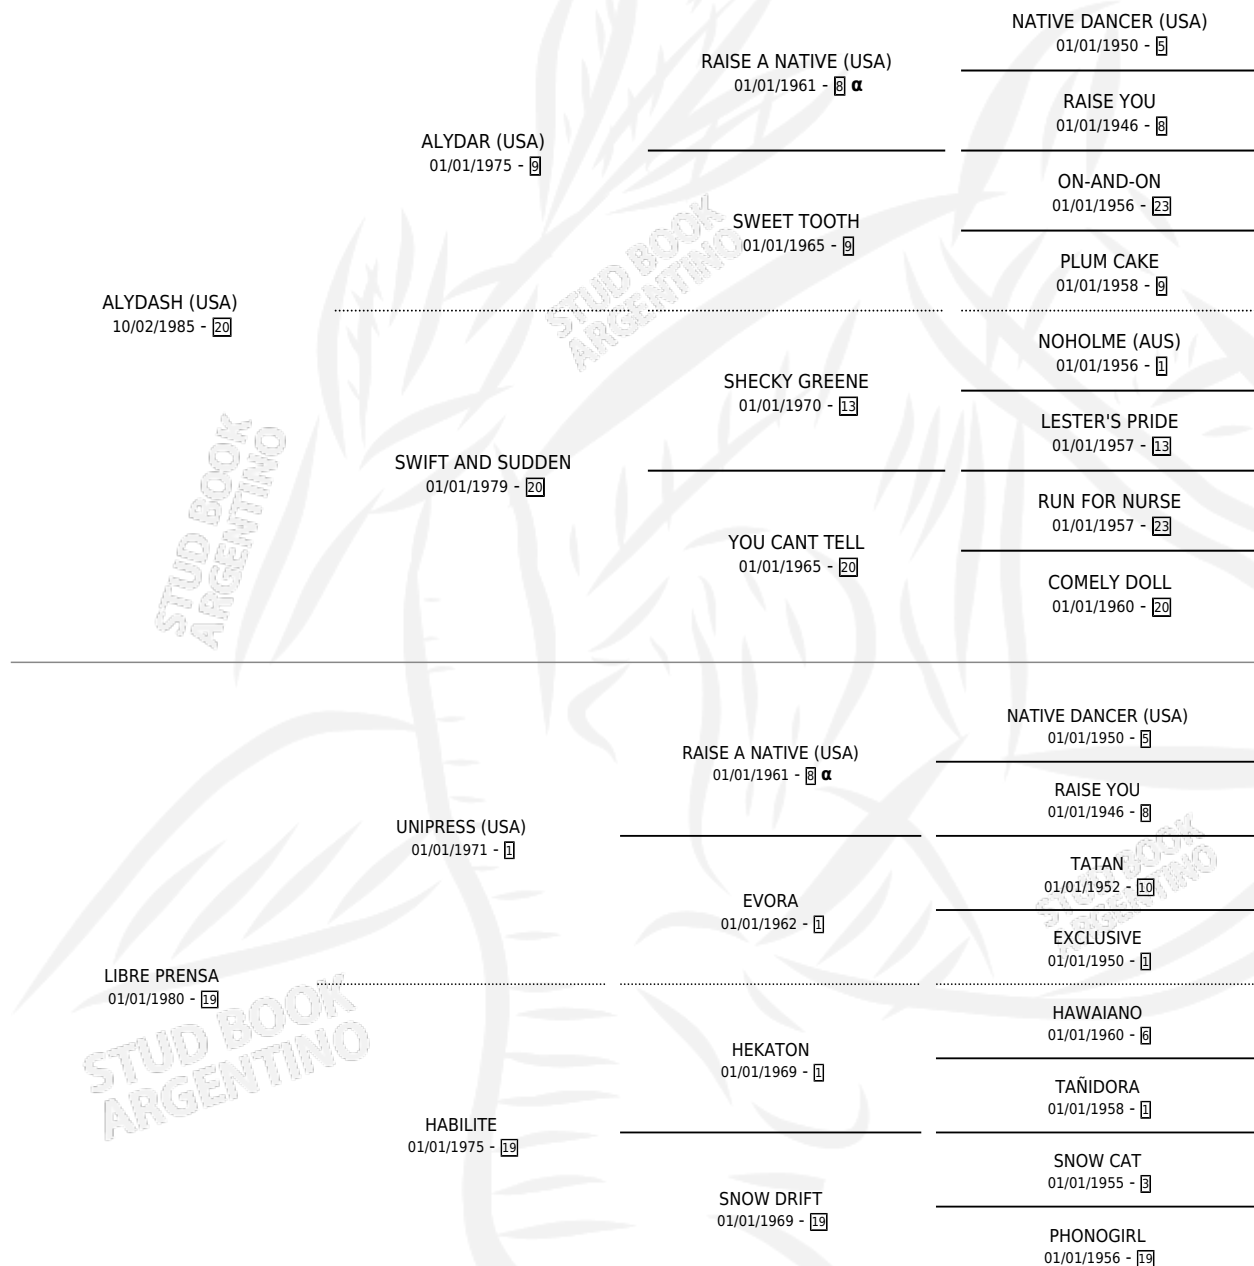 NATIVE DANCER (USA)
01/01/1950 - 5
RAISE A NATIVE (USA)
01/01/1961 - 8 α
RAISE YOU
01/01/1946 - 8
ALYDAR (USA)
01/01/1975 - 9
ON-AND-ON
01/01/1956 - 23
SWEET TOOTH
01/01/1965 - 9
PLUM CAKE
01/01/1958 - 9
STUD BOOK
ARGENTINO
ALYDASH (USA)
10/02/1985 - 20
NOHOLME (AUS)
01/01/1956 - 1
SHECKY GREENE
01/01/1970 - 13
LESTER'S PRIDE
01/01/1957 - 13
SWIFT AND SUDDEN
01/01/1979 - 20
RUN FOR NURSE
01/01/1957 - 23
YOU CANT TELL
01/01/1965 - 20
COMELY DOLL
01/01/1960 - 20
STUD BOOK
ARGENTINO
NATIVE DANCER (USA)
01/01/1950 - 5
RAISE A NATIVE (USA)
01/01/1961 - 8 α
RAISE YOU
01/01/1946 - 8
UNIPRESS (USA)
01/01/1971 - 1
TATAN
01/01/1952 - 10
EVORA
01/01/1962 - 1
EXCLUSIVE
01/01/1950 - 1
STUD BOOK
ARGENTINO
LIBRE PRENSA
01/01/1980 - 19
HAWAIANO
01/01/1960 - 6
HEKATON
01/01/1969 - 1
TAÑIDORA
01/01/1958 - 1
HABILITE
01/01/1975 - 19
SNOW CAT
01/01/1955 - 3
SNOW DRIFT
01/01/1969 - 19
PHONOGIRL
01/01/1956 - 19
STUD BOOK
ARGENTINO